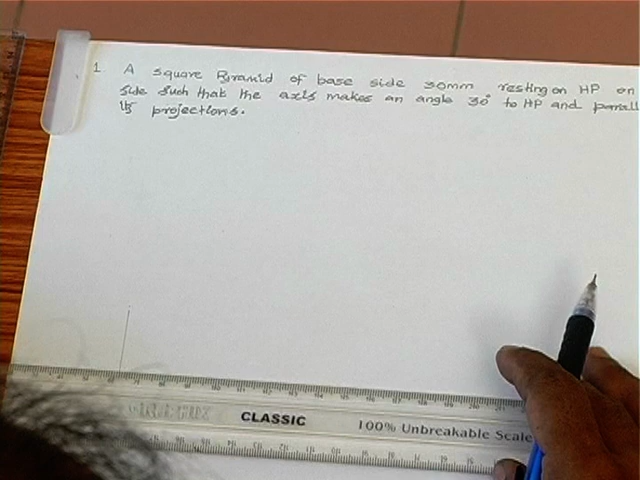 1. A square Pyramid of base side 30mm resting on HP on
side such that the axis makes an angle 30° to HP and parall
its projections.
CLASSIC 100% Unbreakable Scale